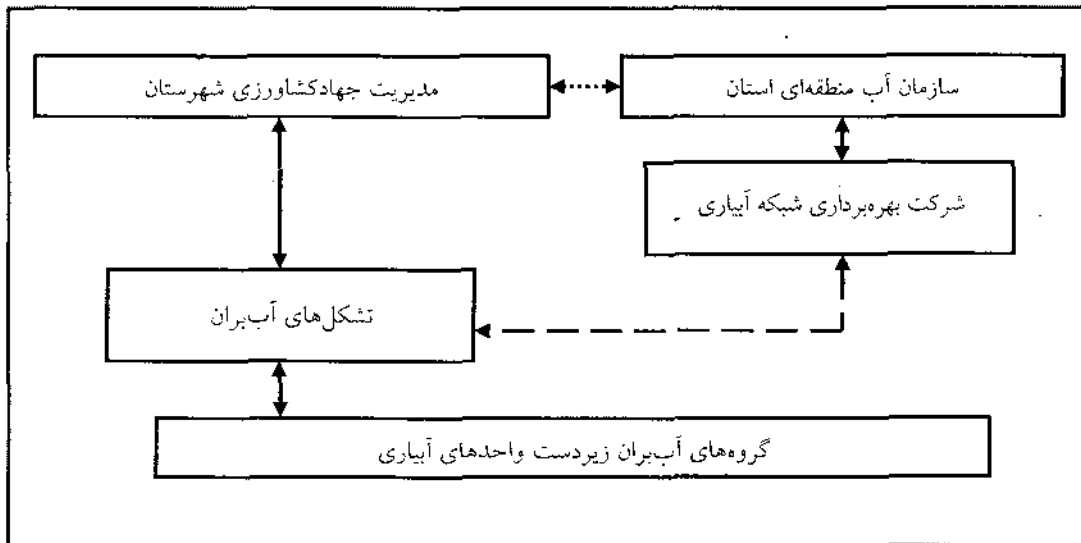 سازمان آب منطقه‌ای استان
مدیریت جهادکشاورزی شهرستان
شرکت بهره‌برداری شبکه آبیاری
تشکل‌های آب‌بران
گروه‌های آب‌بران زیردست واحدهای آبیاری